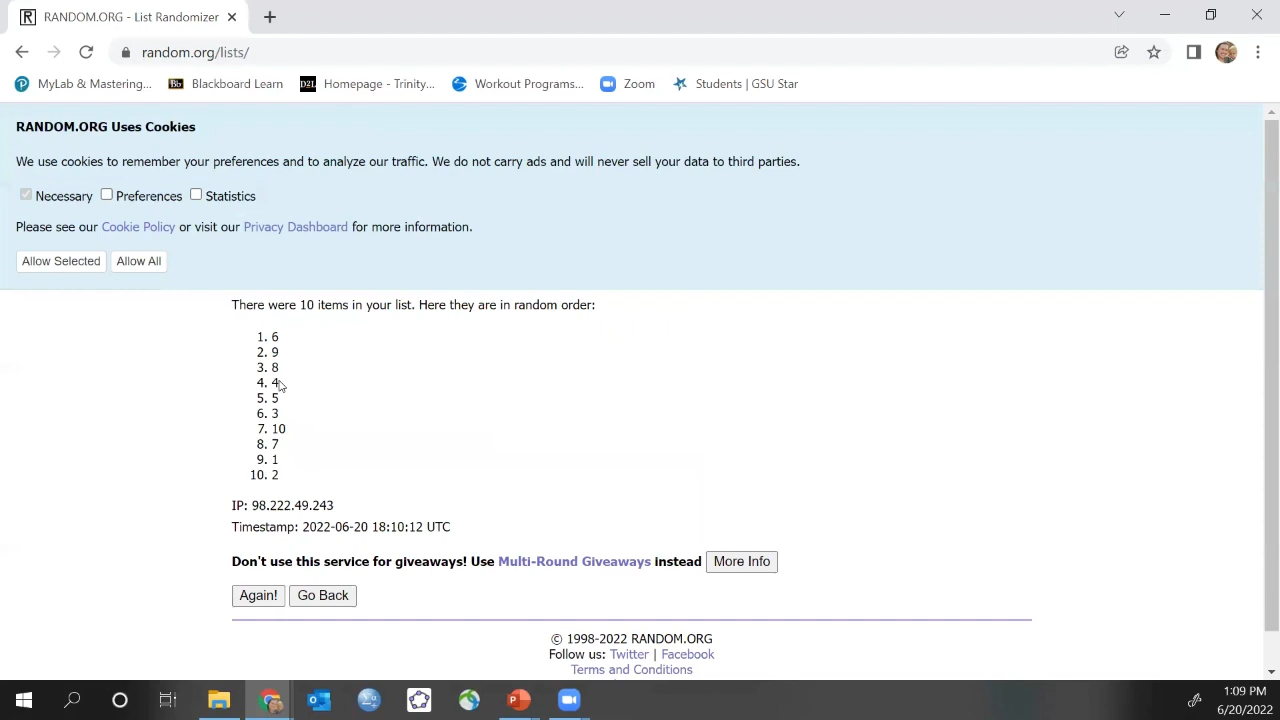 RANDOM.ORG - List Randomizer
random.org/lists/
MyLab & Mastering... Blackboard Learn Homepage - Trinity,... Workout Programs... Zoom Students | GSU Star
RANDOM.ORG Uses Cookies
We use cookies to remember your preferences and to analyze our traffic. We do not carry ads and will never sell your data to third parties.
Necessary Preferences Statistics
Please see our Cookie Policy or visit our Privacy Dashboard for more information.
Allow Selected Allow All
There were 10 items in your list. Here they are in random order:
1. 6
2. 9
3. 8
4. 4
5. 5
6. 3
7. 10
8. 7
9. 1
10. 2
IP: 98.222.49.243
Timestamp: 2022-06-20 18:10:12 UTC
Don't use this service for giveaways! Use Multi-Round Giveaways instead More Info
Again! Go Back
© 1998-2022 RANDOM.ORG
Follow us: Twitter | Facebook
Terms and Conditions
1:09 PM
6/20/2022